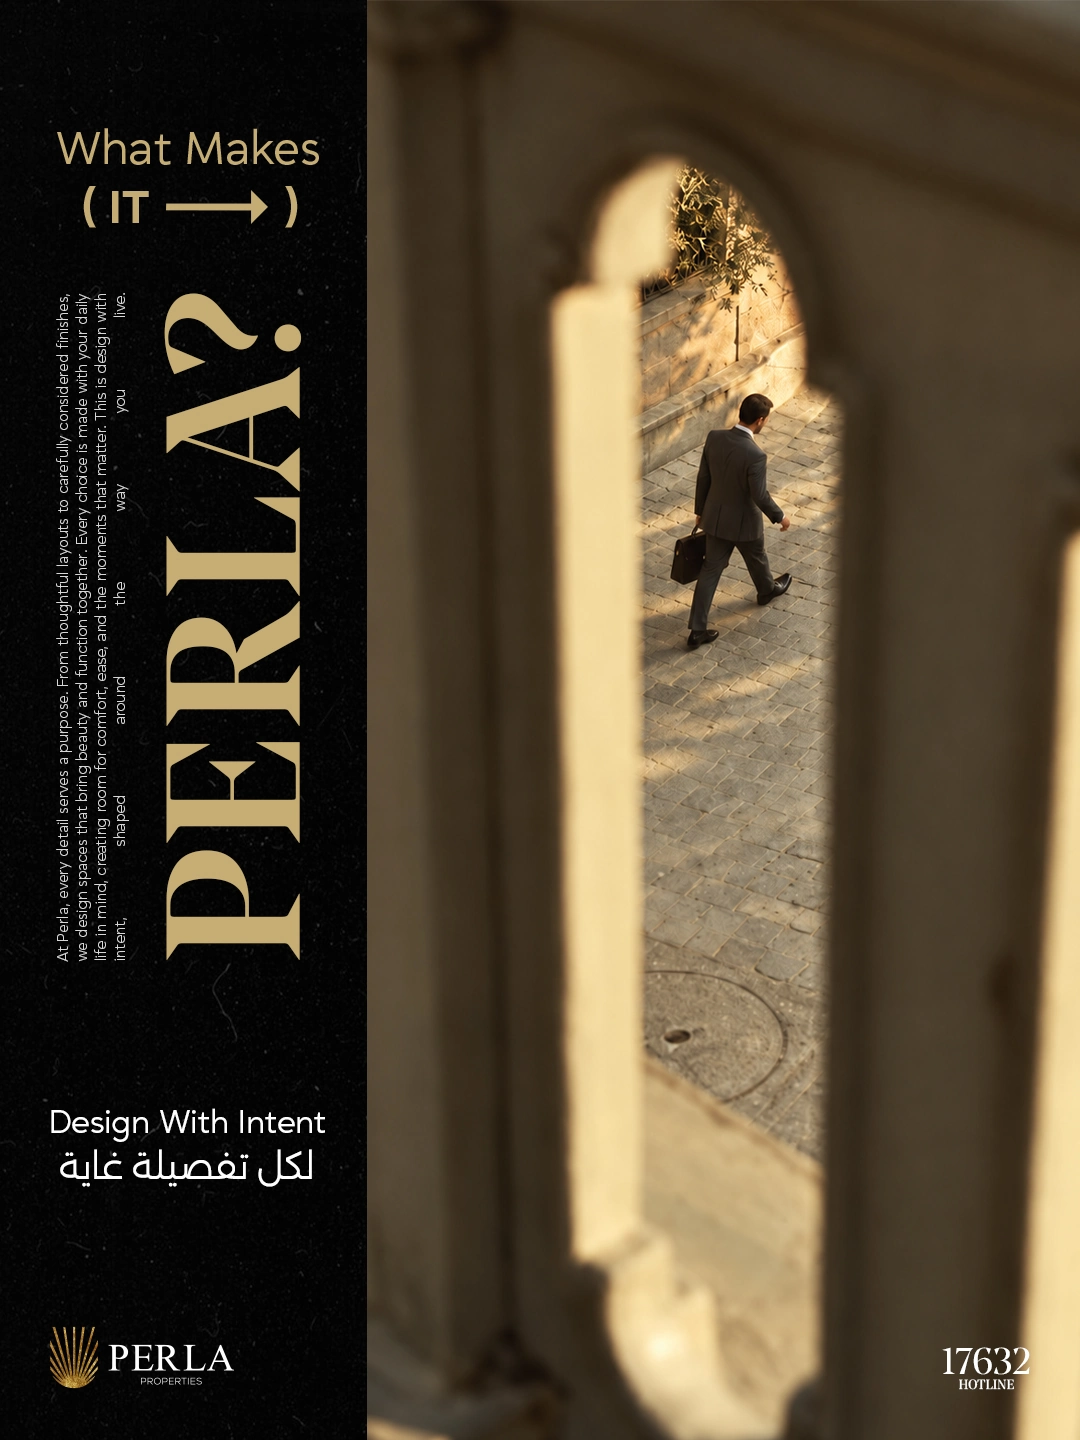 What Makes
( IT → )
PERLA?
At Perla, every detail serves a purpose. From thoughtful layouts to carefully considered finishes,
we design spaces that bring beauty and function together. Every choice is made with your daily
life in mind, creating room for comfort, ease, and the moments that matter. This is design with
intent, shaped around the way you live.
Design With Intent
لكل تفصيلة غاية
PERLA
PROPERTIES
17632
HOTLINE